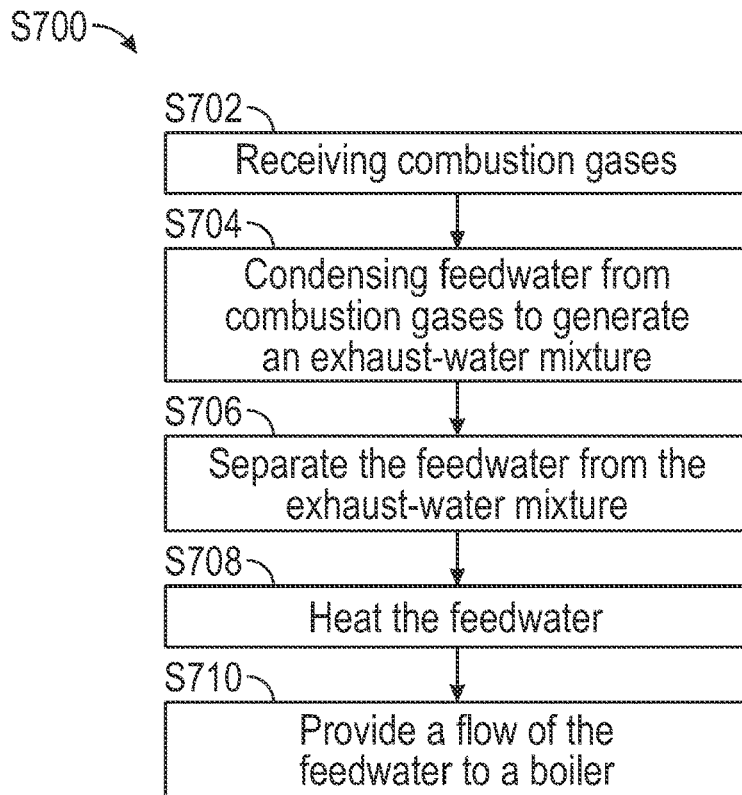 S700
S702
Receiving combustion gases
S704
Condensing feedwater from
combustion gases to generate
an exhaust-water mixture
S706
Separate the feedwater from the
exhaust-water mixture
S708
Heat the feedwater
S710
Provide a flow of the
feedwater to a boiler